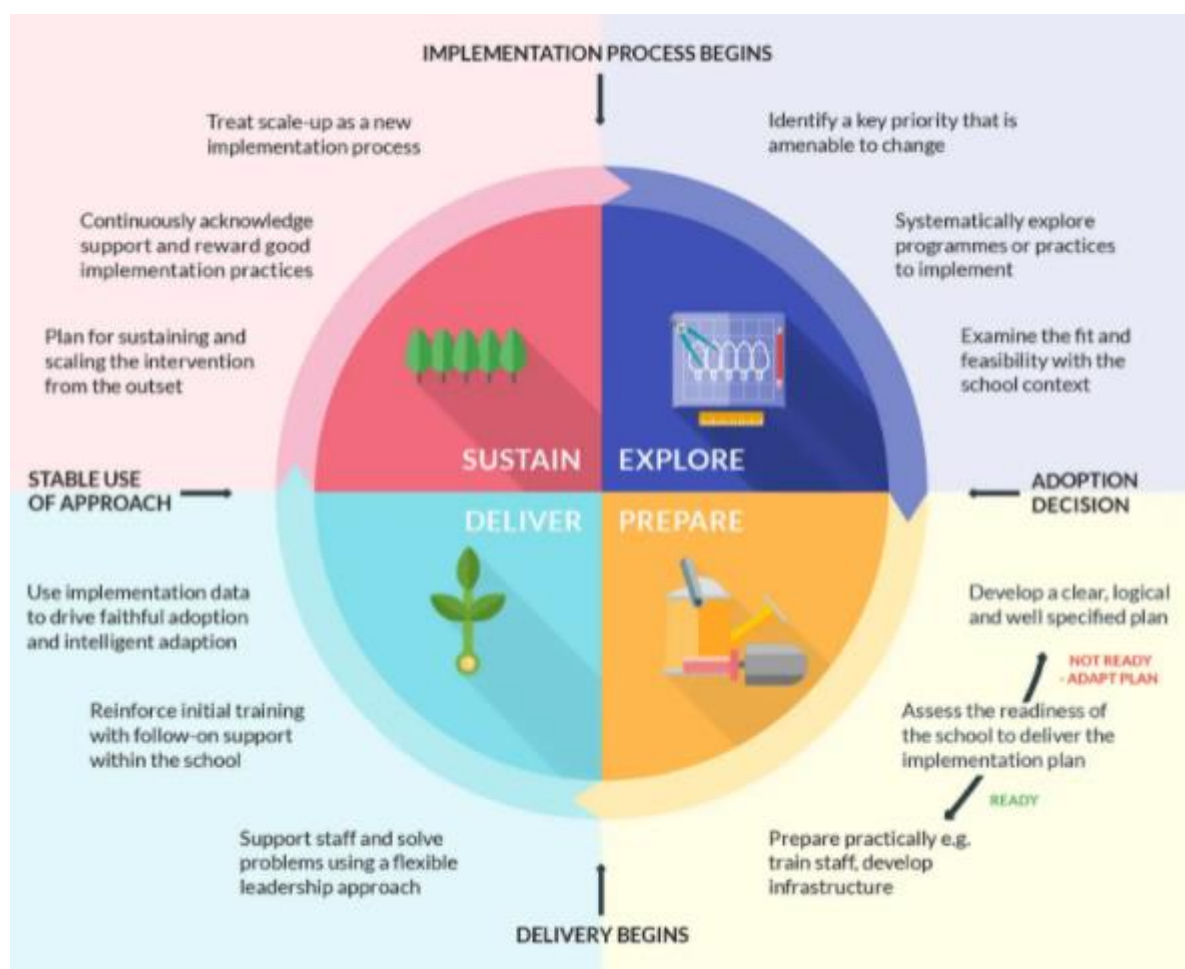 IMPLEMENTATION PROCESS BEGINS
Identify a key priority that is
amenable to change
Systematically explore
programmes or practices
to implement
Examine the fit and
feasibility with the
school context
EXPLORE
ADOPTION
DECISION
PREPARE
Develop a clear, logical
and well specified plan
NOT READY
- ADAPT PLAN
Assess the readiness of
the school to deliver the
implementation plan
READY
Prepare practically e.g.
train staff, develop
infrastructure
DELIVERY BEGINS
DELIVER
Support staff and solve
problems using a flexible
leadership approach
Reinforce initial training
with follow-on support
within the school
Use implementation data
to drive faithful adoption
and intelligent adaption
STABLE USE
OF APPROACH
SUSTAIN
Plan for sustaining and
scaling the intervention
from the outset
Continuously acknowledge
support and reward good
implementation practices
Treat scale-up as a new
implementation process